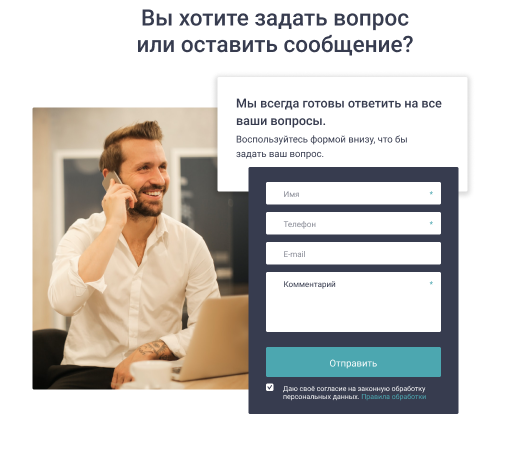 Вы хотите задать вопрос
или оставить сообщение?
Мы всегда готовы ответить на все
ваши вопросы.
Воспользуйтесь формой внизу, что бы
задать ваш вопрос.
Имя *
Телефон *
E-mail
Комментарий *
Отправить
Даю своё согласие на законную обработку
персональных данных. Правила обработки